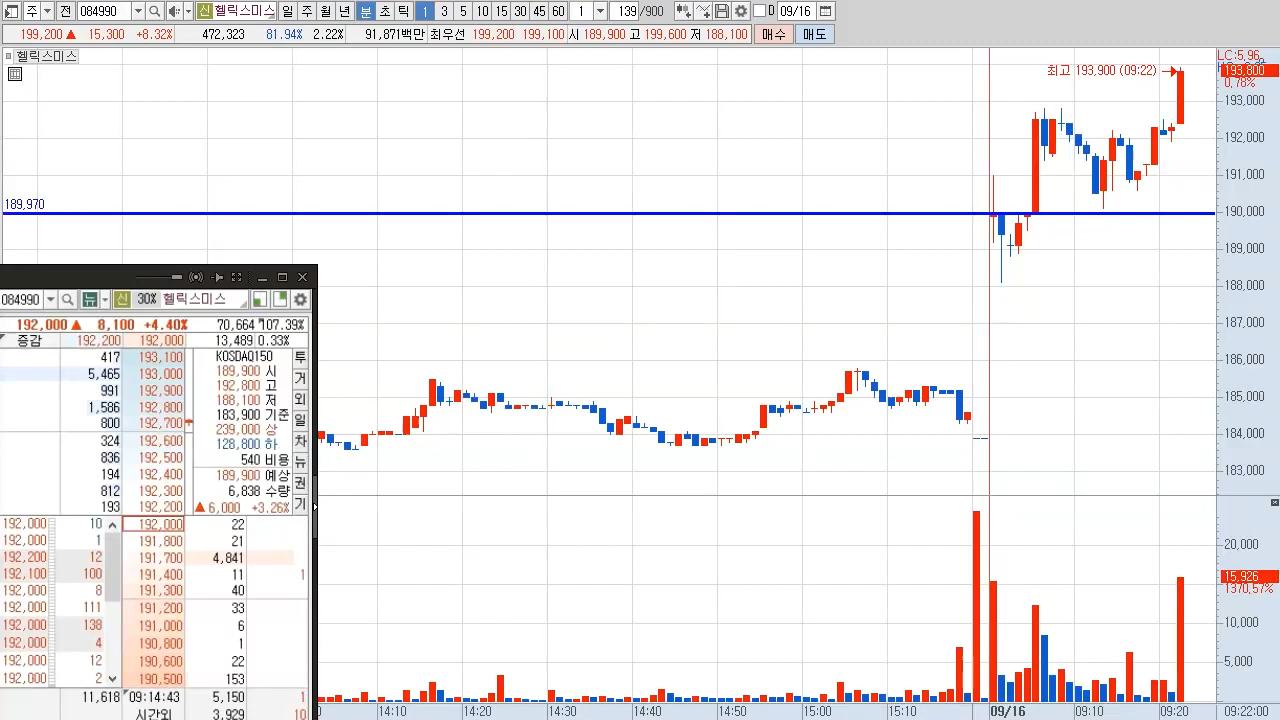 주 전 084990 신 헬릭스미스 일 주 월 년 분 초 틱 1 3 5 10 15 30 45 60 1 139 /900 D 09/16
199,200 ▲ 15,300 +8.32% 472,323 81.94% 2.22% 91,871백만 최우선 199,200 199,100 시 189,900 고 199,600 저 188,100 매수 매도
헬릭스미스
LC:5,96
최고 193,900 (09:22)
193,800
0,78%
193,000
192,000
191,000
189,970
190,000
189,000
188,000
187,000
186,000
185,000
184,000
183,000
20,000
15,926
1370,57%
10,000
5,000
14:10 14:20 14:30 14:40 14:50 15:00 15:10 09/16 09:10 09:20 09:22:00
084990 뉴 신 30% 헬릭스미스
192,000 ▲ 8,100 +4.40% 70,664 107.39%
증감 192,200 192,000 13,489 0.33%
417 193,100 KOSDAQ150 투
5,465 193,000 189,900 시 거
991 192,900 192,800 고
1,586 192,800 188,100 저 외
800 192,700 183,900 기준 일
239,000 상
324 192,600 128,800 하 차
836 192,500 540 비용 뉴
194 192,400 189,900 예상
812 192,300 6,838 수량 권
193 192,200 ▲ 6,000 +3.26% 기
192,000 10 192,000 22
192,000 1 191,800 21
192,200 12 191,700 4,841
192,100 100 191,400 11 1
192,000 8 191,300 40
192,000 111 191,200 33
192,000 138 191,000 6
192,000 4 190,800 1
192,000 12 190,600 22
192,000 2 190,500 153
11,618 09:14:43 5,150 1
시간외 3,929 10